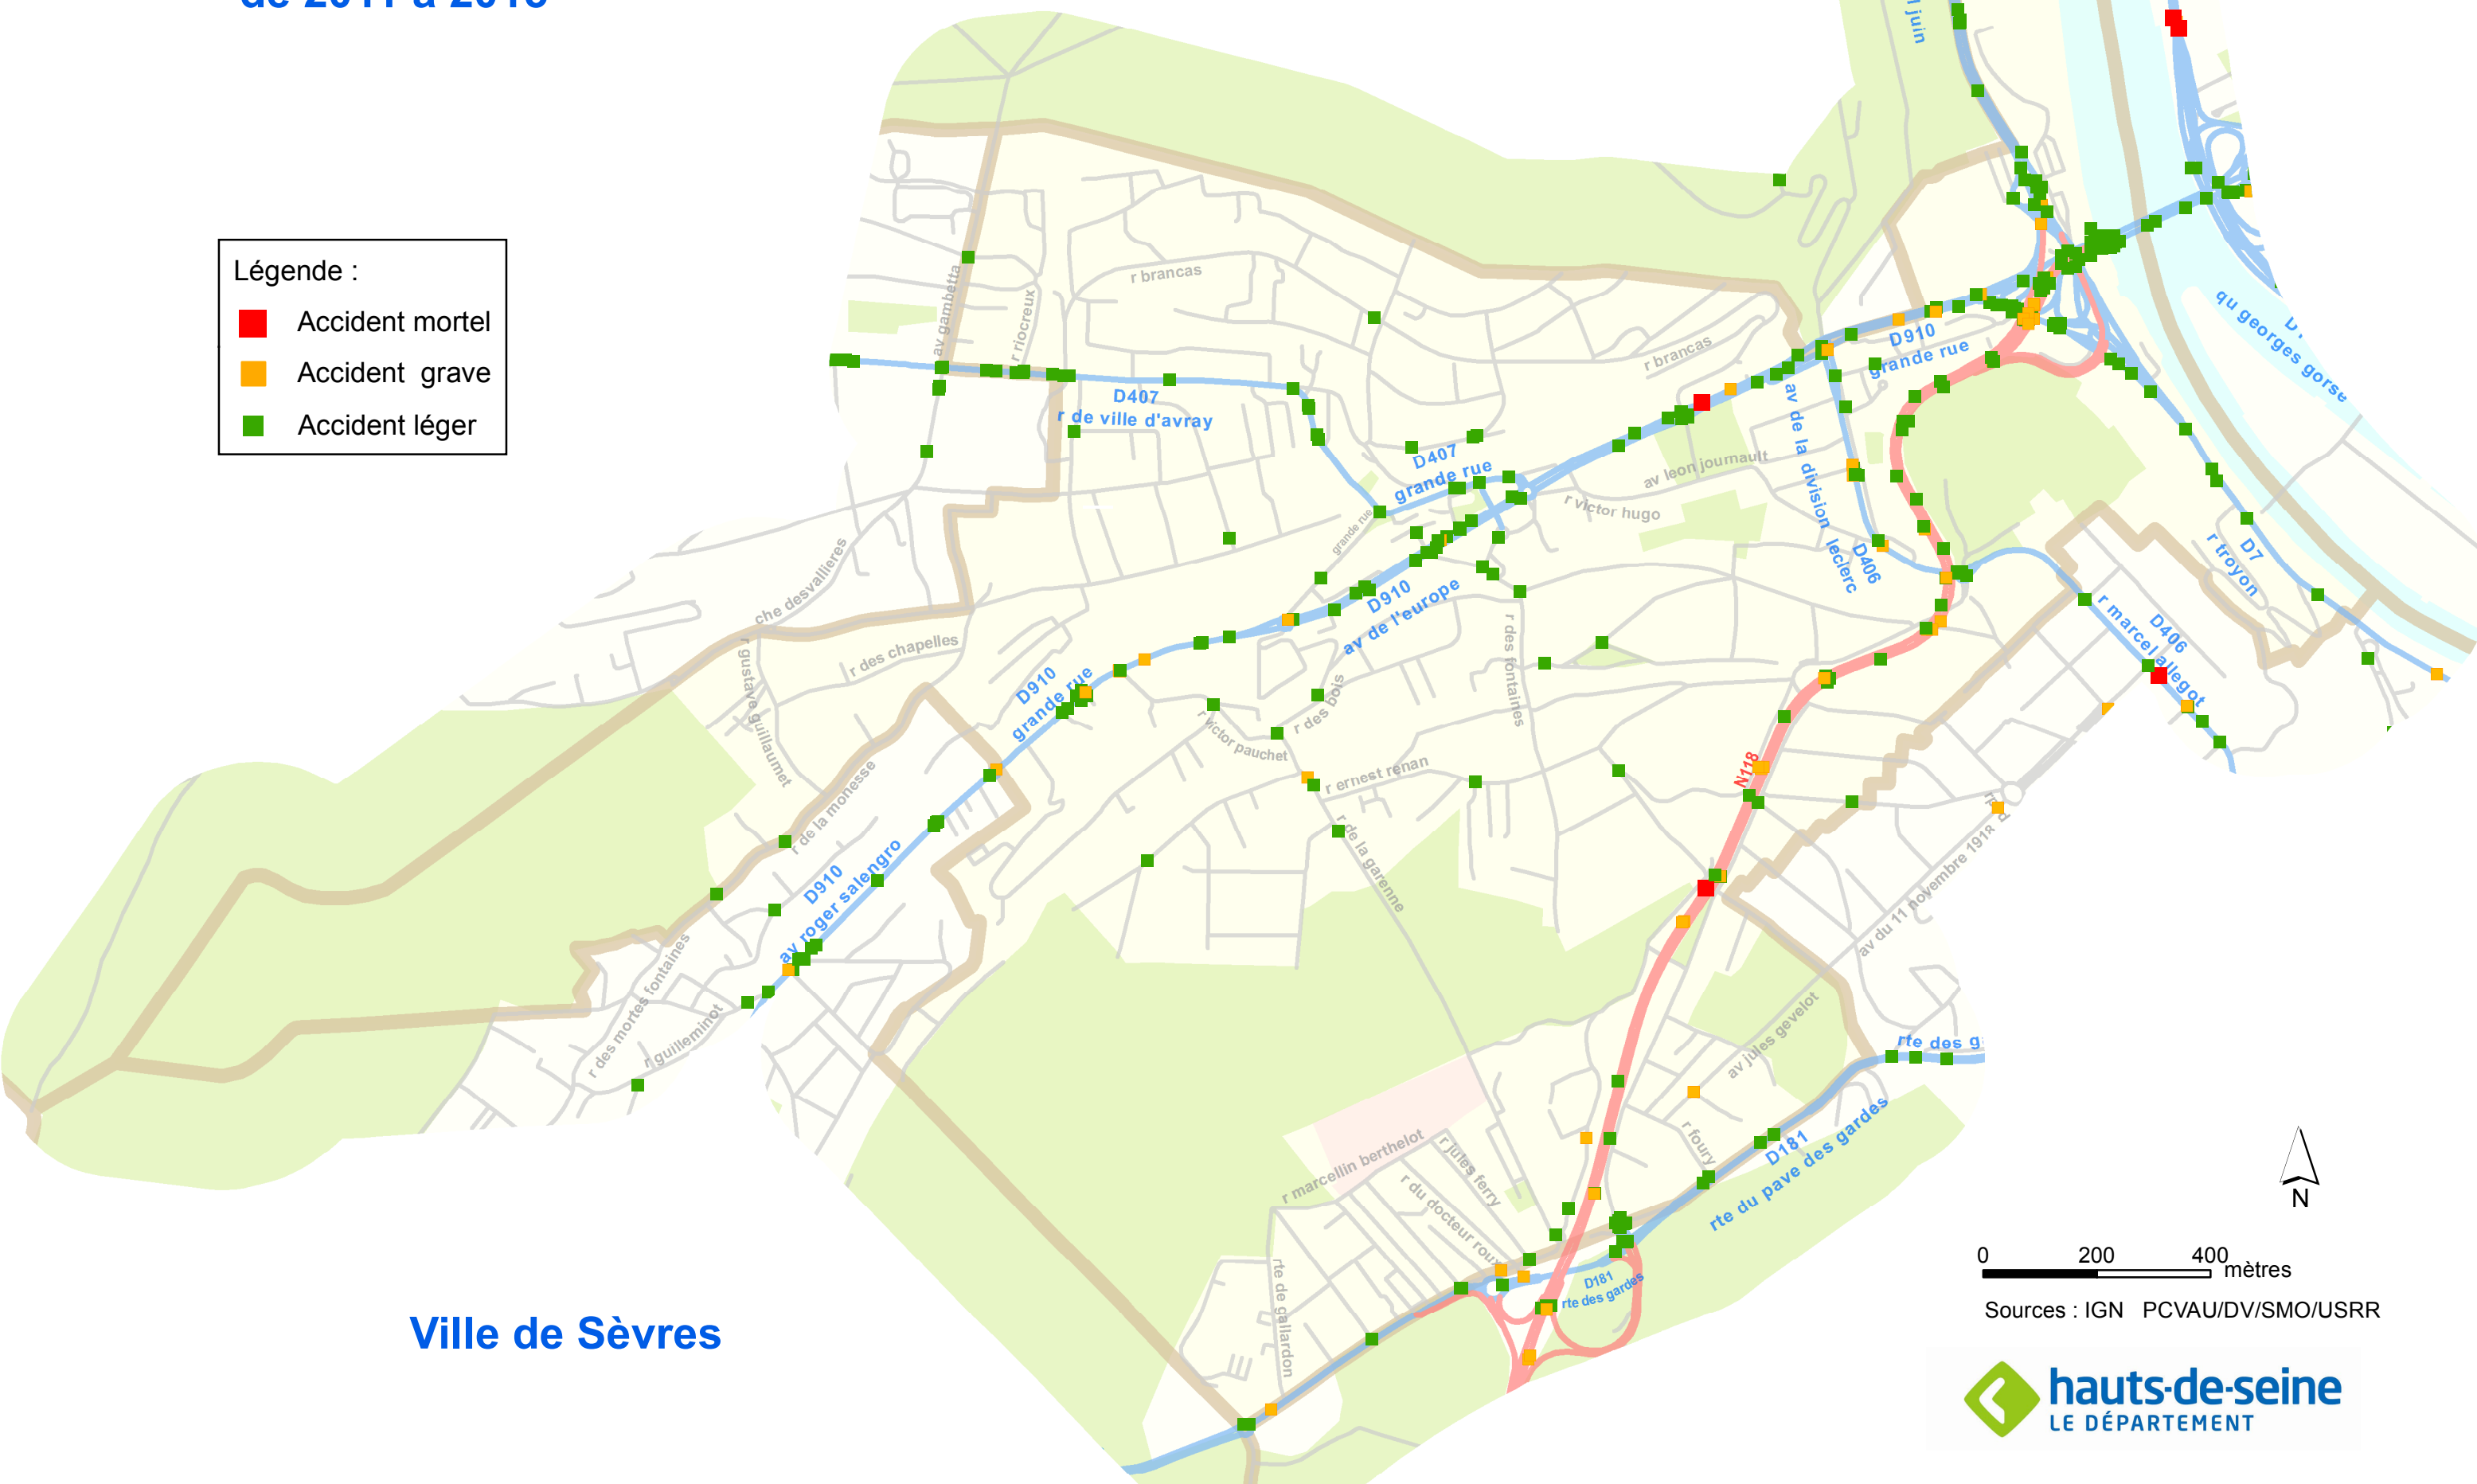 Légende :
Accident mortel
Accident grave
Accident léger
juin
qu georges gorse
r brancas
av gambetta
r riocreux
D407
r de ville d'avray
r brancas
D910
grande rue
av de la division leclerc
D407
grande rue
av leon journault
r victor hugo
grande rue
D406
D7
r troyon
che desvallieres
D910
av de l'europe
r des fontaines
r marcel allegot
D406
r des chapelles
r gustave guillaumet
D910
grande rue
r des bois
r victor pauchet
r ernest renan
N118
r de la monesse
r de la garenne
D910
av roger salengro
av du 11 novembre 1918
r des mortes fontaines
r guilleminot
av jules gevelot
rte des g
r marcellin berthelot
r jules ferry
r du docteur roux
r foury
D181
rte du pave des gardes
D181
rte des gardes
rte de gallardon
N
0 200 400
mètres
Sources : IGN PCVAU/DV/SMO/USRR
Ville de Sèvres
hauts-de-seine
LE DÉPARTEMENT